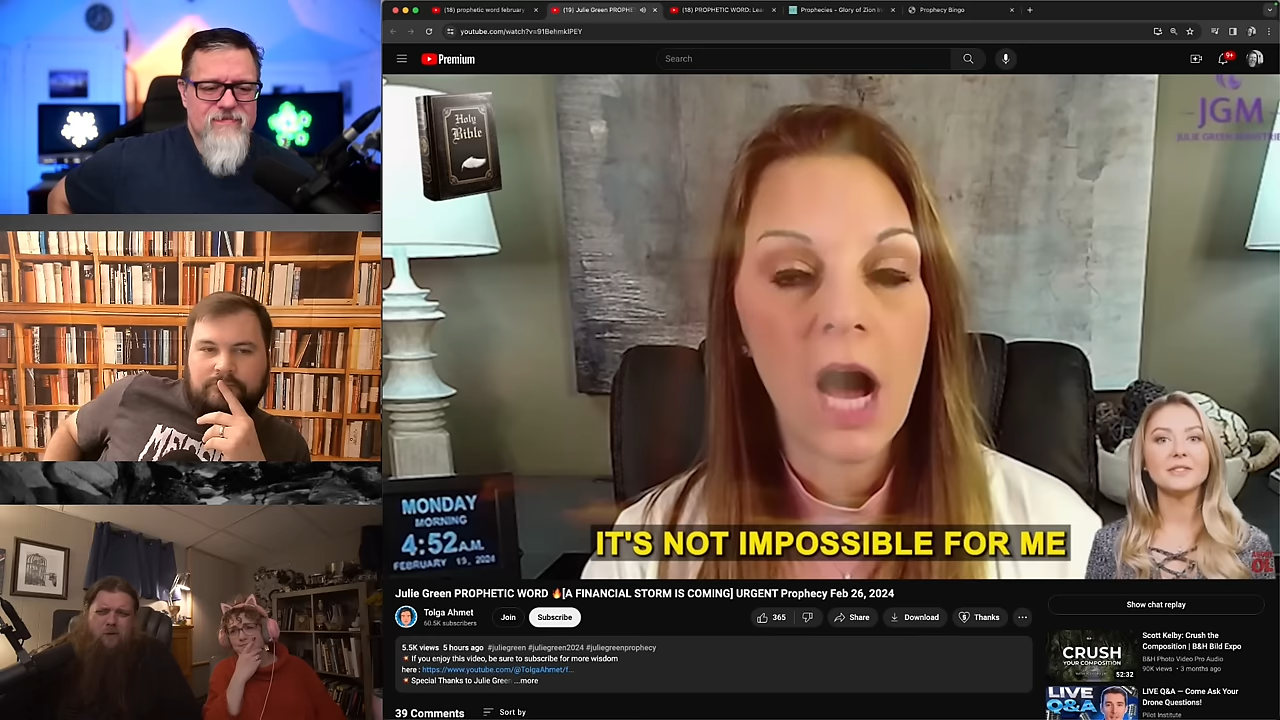 (18) prophetic word february
(19) Julie Green PROPHE
(18) PROPHETIC WORD: Lea
Prophecies - Glory of Zion In
Prophecy Bingo
youtube.com/watch?v=91BehmklPEY
Premium
Search
9+
Holy
Bible
JGM
JULIE GREEN MINISTRIE
MONDAY
MORNING
4:52 A.M.
FEBRUARY 19, 2024
IT'S NOT IMPOSSIBLE FOR ME
Julie Green PROPHETIC WORD 🔥[A FINANCIAL STORM IS COMING] URGENT Prophecy Feb 26, 2024
Tolga Ahmet
60.5K subscribers
Join
Subscribe
365
Share
Download
Thanks
5.5K views 5 hours ago #juliegreen #juliegreen2024 #juliegreenprophecy
💥 If you enjoy this video, be sure to subscribe for more wisdom
here : https://www.youtube.com/@TolgaAhmet/f...
💥 Special Thanks to Julie Green ...more
39 Comments
Sort by
Show chat replay
CRUSH
YOUR COMPOSITION
52:32
Scott Kelby: Crush the
Composition | B&H Bild Expo
B&H Photo Video Pro Audio
90K views • 3 months ago
LIVE
Q&A
LIVE Q&A — Come Ask Your
Drone Questions!
Pilot Institute